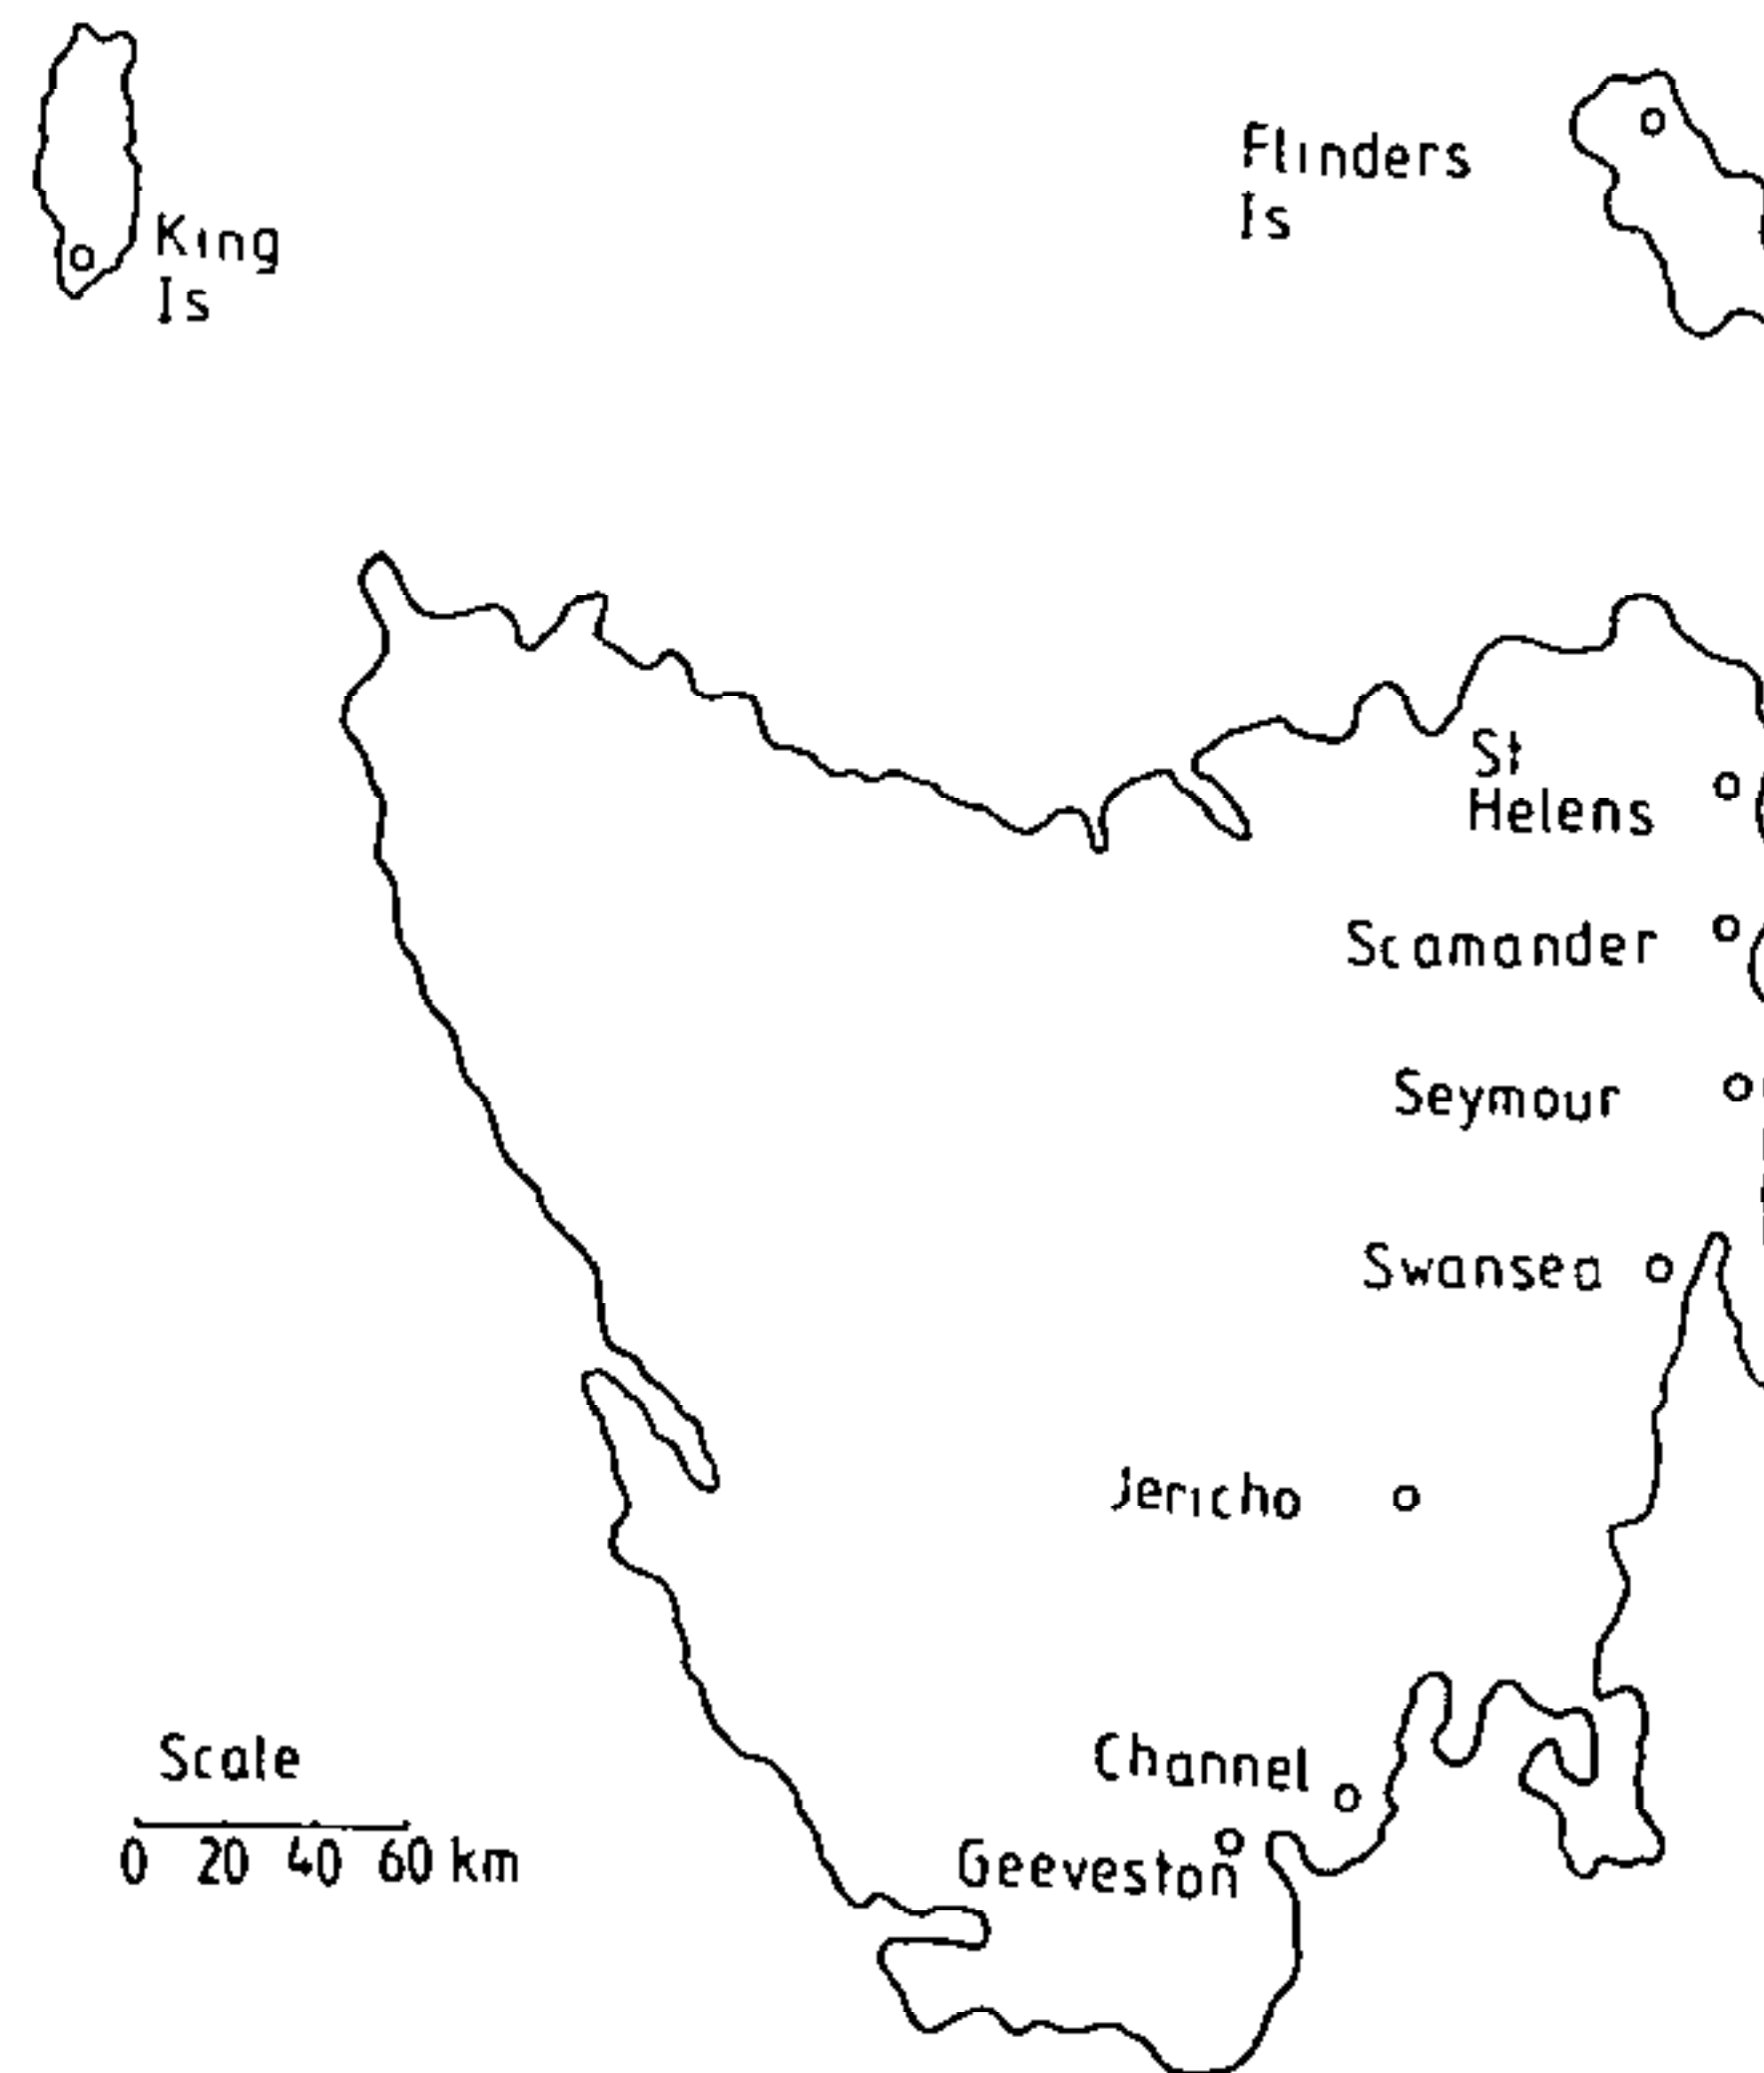 Flinders
Is
King
Is
St
Helens
Scamander
Seymour
Swansea
Jericho
Channel
Scale
Geeveston
0 20 40 60 km